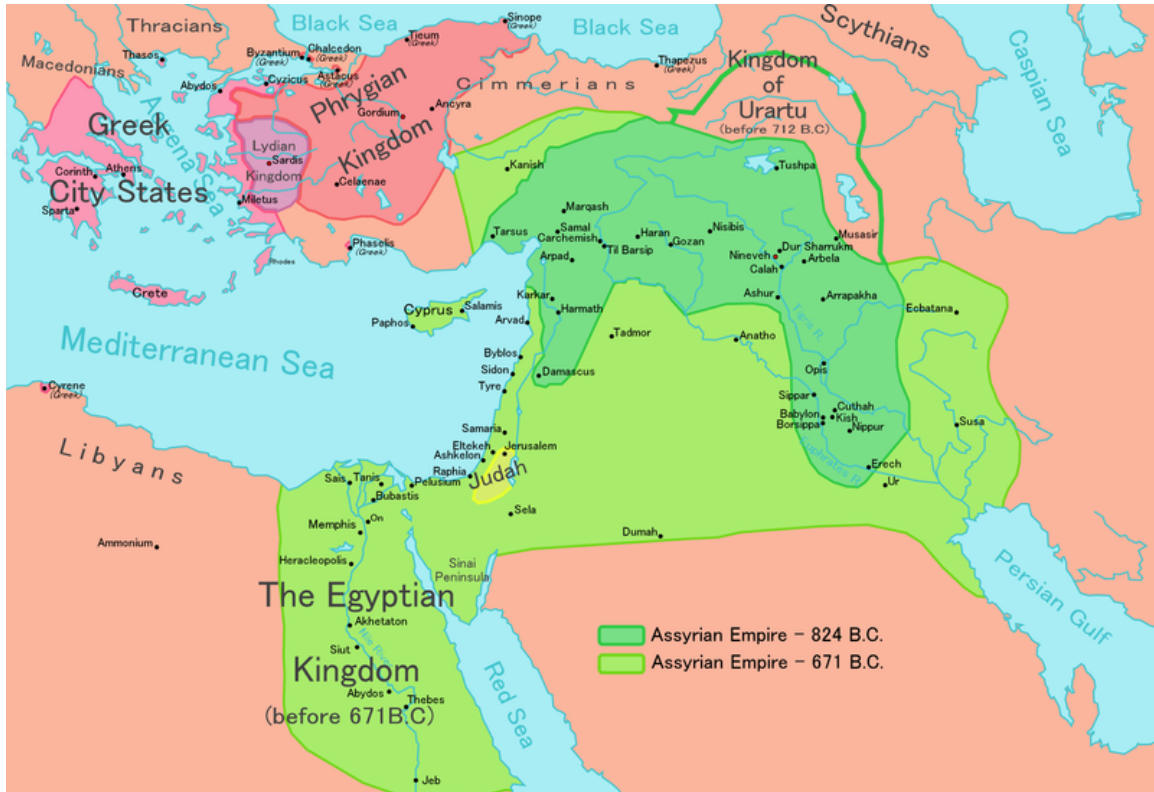 Thracians
Black Sea
Sinope
(Greek)
Black Sea
Scythians
Caspian Sea
Macedonians
Thasos
Byzantium
(Greek)
Chalcedon
(Greek)
Tieum
(Greek)
Astacus
(Greek)
Cyzicus
Abydos
Thapezus
(Greek)
Cimmerians
Kingdom
of
Urartu
(before 712 B.C)
Phrygian
Kingdom
Gordium
Ancyra
Greek
City States
Aegena Sea
Lydian
Kingdom
Sardis
Celaenae
Miletus
Corinth
Athens
Sparta
Phaselis
(Greek)
Rhodes
Crete
Kanish
Tushpa
Marqash
Tarsus
Samal
Carchemish
Til Barsip
Haran
Gozan
Nisibis
Musasir
Dur Sharrukm
Nineveh
Arbela
Calah
Arpad
Karkar
Harmath
Ashur
Arrapakha
Ecbatana
Cyprus
Salamis
Paphos
Arvad
Tadmor
Anatho
Tigris R.
Mediterranean Sea
Byblos
Sidon
Tyre
Damascus
Opis
Sippar
Cuthah
Babylon
Kish
Borsippa
Nippur
Susa
Cyrene
(Greek)
Samaria
Eltekeh
Jerusalem
Ashkelon
Raphia
Judah
Euphrates R.
Erech
Ur
Libyans
Sais
Tanis
Pelusium
Bubastis
On
Memphis
Sela
Dumah
Ammonium
Heracleopolis
Sinai
Peninsula
Persian Gulf
The Egyptian
Kingdom
(before 671B.C)
Akhetaton
Nile River
Siut
Abydos
Thebes
Jeb
Red Sea
Assyrian Empire - 824 B.C.
Assyrian Empire - 671 B.C.